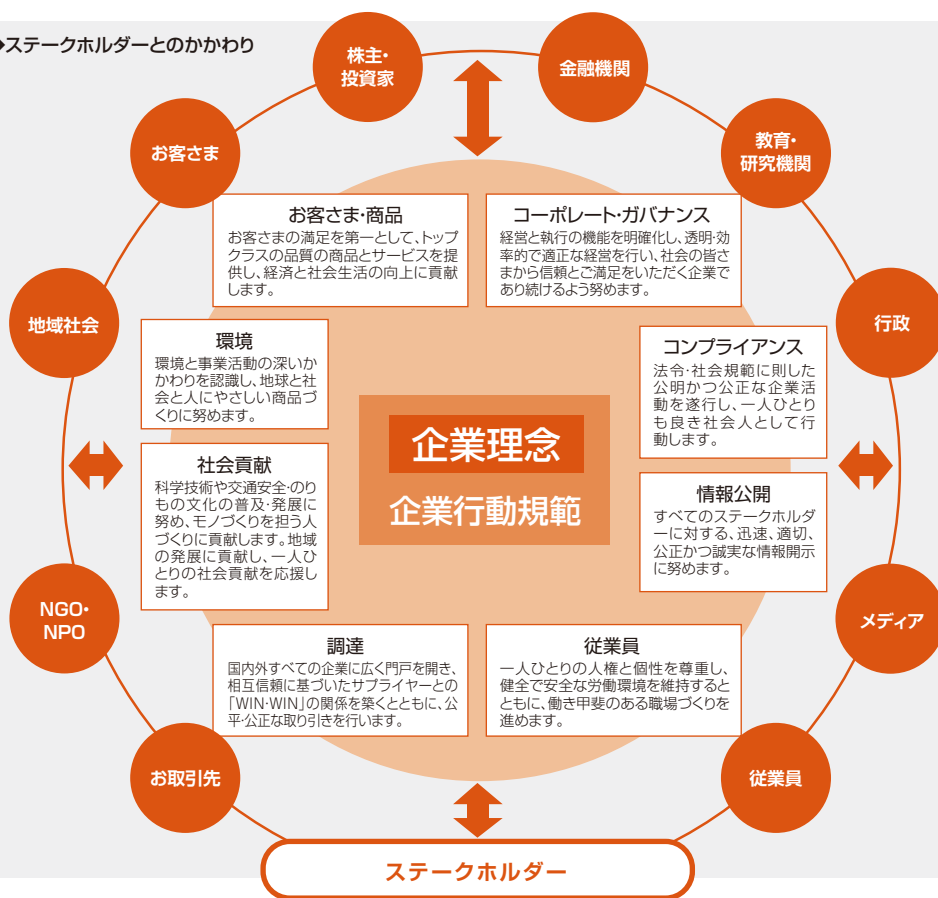 ステークホルダーとのかかわり
株主・
投資家
金融機関
お客さま
教育・
研究機関
お客さま・商品
お客さまの満足を第一として、トップ
クラスの品質の商品とサービスを提
供し、経済と社会生活の向上に貢献
します。
コーポレート・ガバナンス
経営と執行の機能を明確化し、透明・効
率的で適正な経営を行い、社会の皆さ
まから信頼とご満足をいただく企業で
あり続けるよう努めます。
地域社会
行政
環境
環境と事業活動の深いか
かわりを認識し、地球と社
会と人にやさしい商品づ
くりに努めます。
コンプライアンス
法令・社会規範に則した
公明かつ公正な企業活
動を遂行し、一人ひとり
も良き社会人として行
動します。
企業理念
企業行動規範
社会貢献
科学技術や交通安全・のり
もの文化の普及・発展に
努め、モノづくりを担う人
づくりに貢献します。地域
の発展に貢献し、一人ひ
とりの社会貢献を応援し
ます。
情報公開
すべてのステークホルダ
ーに対する、迅速、適切、
公正かつ誠実な情報開示
に努めます。
NGO・
NPO
メディア
調達
国内外すべての企業に広く門戸を開き、
相互信頼に基づいたサプライヤーとの
「WIN・WIN」の関係を築くとともに、公
平・公正な取り引きを行います。
従業員
一人ひとりの人権と個性を尊重し、
健全で安全な労働環境を維持すると
ともに、働き甲斐のある職場づくりを
進めます。
お取引先
従業員
ステークホルダー